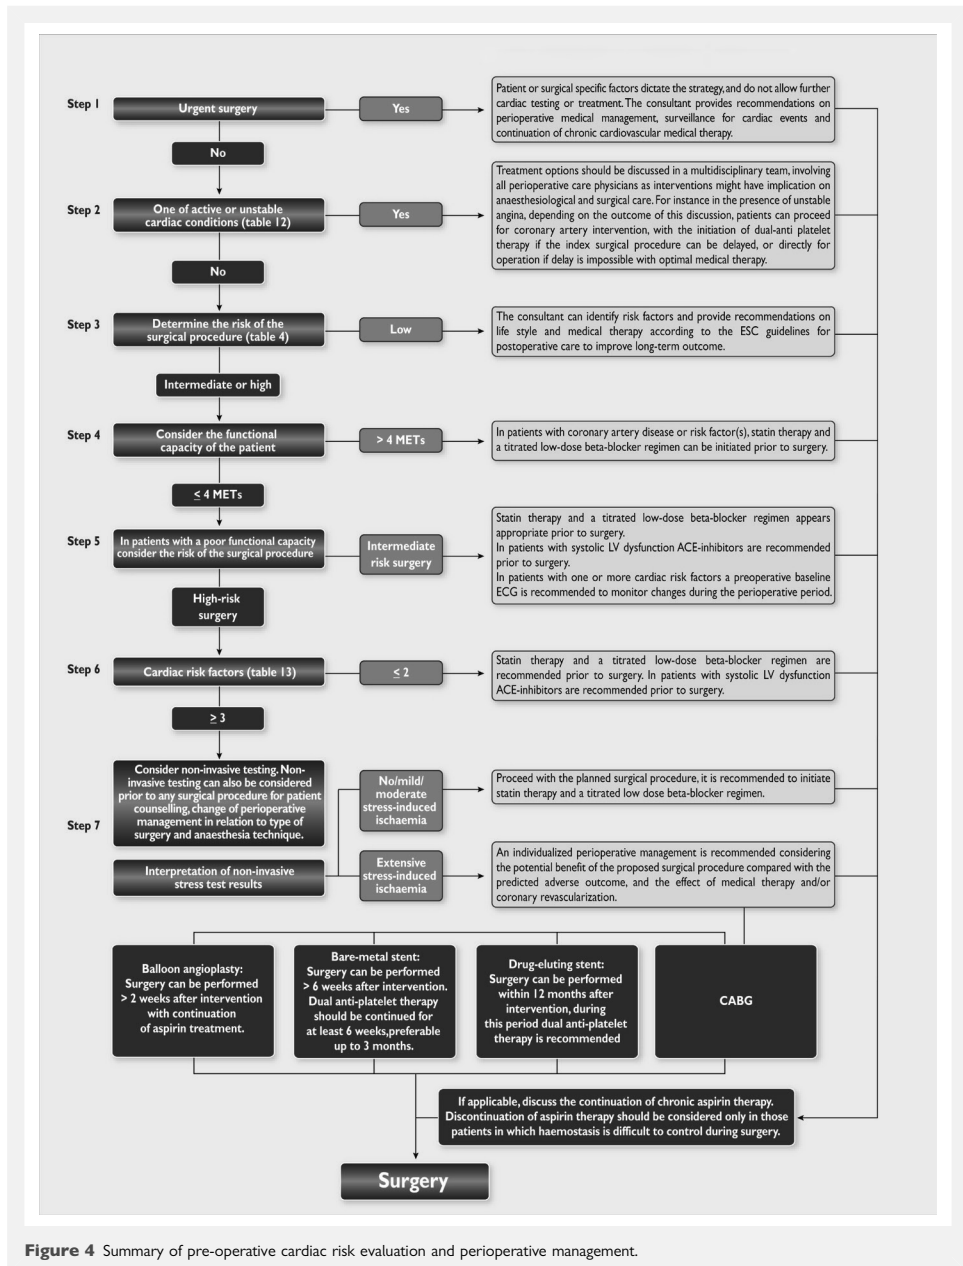 Step 1
Urgent surgery
Yes
Patient or surgical specific factors dictate the strategy, and do not allow further
cardiac testing or treatment. The consultant provides recommendations on
perioperative medical management, surveillance for cardiac events and
continuation of chronic cardiovascular medical therapy.
No
Step 2
One of active or unstable
cardiac conditions (table 12)
Yes
Treatment options should be discussed in a multidisciplinary team, involving
all perioperative care physicians as interventions might have implication on
anaesthesiological and surgical care. For instance in the presence of unstable
angina, depending on the outcome of this discussion, patients can proceed
for coronary artery intervention, with the initiation of dual-anti platelet
therapy if the index surgical procedure can be delayed, or directly for
operation if delay is impossible with optimal medical therapy.
No
Step 3
Determine the risk of the
surgical procedure (table 4)
Low
The consultant can identify risk factors and provide recommendations on
life style and medical therapy according to the ESC guidelines for
postoperative care to improve long-term outcome.
Intermediate or high
Step 4
Consider the functional
capacity of the patient
> 4 METs
In patients with coronary artery disease or risk factor(s), statin therapy and
a titrated low-dose beta-blocker regimen can be initiated prior to surgery.
≤ 4 METs
Step 5
In patients with a poor functional capacity
consider the risk of the surgical procedure
Intermediate
risk surgery
Statin therapy and a titrated low-dose beta-blocker regimen appears
appropriate prior to surgery.
In patients with systolic LV dysfunction ACE-inhibitors are recommended
prior to surgery.
In patients with one or more cardiac risk factors a preoperative baseline
ECG is recommended to monitor changes during the perioperative period.
High-risk
surgery
Step 6
Cardiac risk factors (table 13)
≤ 2
Statin therapy and a titrated low-dose beta-blocker regimen are
recommended prior to surgery. In patients with systolic LV dysfunction
ACE-inhibitors are recommended prior to surgery.
≥ 3
Step 7
Consider non-invasive testing. Non-
invasive testing can also be considered
prior to any surgical procedure for patient
counselling, change of perioperative
management in relation to type of
surgery and anaesthesia technique.
No/mild/
moderate
stress-induced
ischaemia
Proceed with the planned surgical procedure, it is recommended to initiate
statin therapy and a titrated low dose beta-blocker regimen.
Interpretation of non-invasive
stress test results
Extensive
stress-induced
ischaemia
An individualized perioperative management is recommended considering
the potential benefit of the proposed surgical procedure compared with the
predicted adverse outcome, and the effect of medical therapy and/or
coronary revascularization.
Balloon angioplasty:
Surgery can be performed
> 2 weeks after intervention
with continuation
of aspirin treatment.
Bare-metal stent:
Surgery can be performed
> 6 weeks after intervention.
Dual anti-platelet therapy
should be continued for
at least 6 weeks, preferable
up to 3 months.
Drug-eluting stent:
Surgery can be performed
within 12 months after
intervention, during
this period dual anti-platelet
therapy is recommended
CABG
If applicable, discuss the continuation of chronic aspirin therapy.
Discontinuation of aspirin therapy should be considered only in those
patients in which haemostasis is difficult to control during surgery.
Surgery
Figure 4 Summary of pre-operative cardiac risk evaluation and perioperative management.